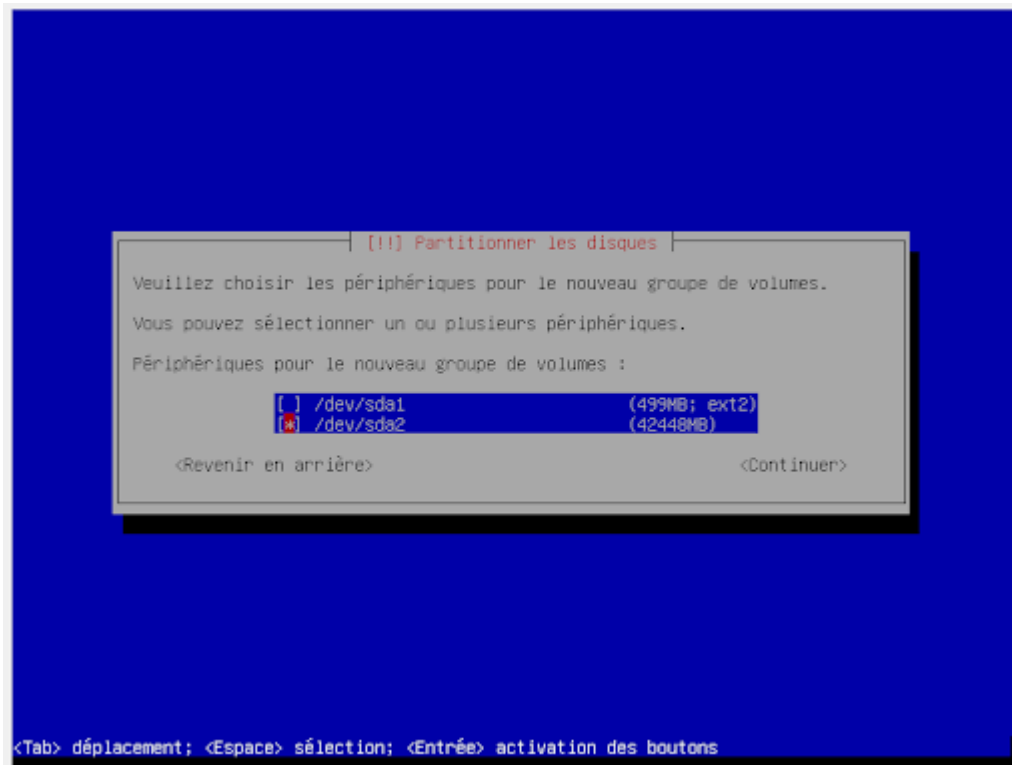 [!!] Partitionner les disques
Veuillez choisir les périphériques pour le nouveau groupe de volumes.
Vous pouvez sélectionner un ou plusieurs périphériques.
Périphériques pour le nouveau groupe de volumes :
[ ] /dev/sda1 (499MB; ext2)
[*] /dev/sda2 (42448MB)
<Revenir en arrière> <Continuer>
<Tab> déplacement; <Espace> sélection; <Entrée> activation des boutons